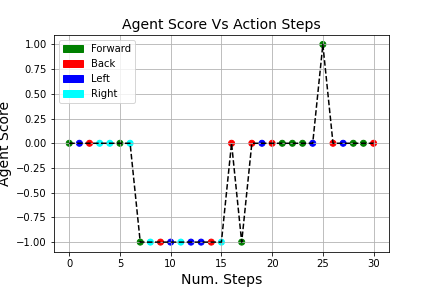 Agent Score Vs Action Steps
Agent Score
1.00
0.75
0.50
0.25
0.00
−0.25
−0.50
−0.75
−1.00
Forward
Back
Left
Right
0 5 10 15 20 25 30
Num. Steps